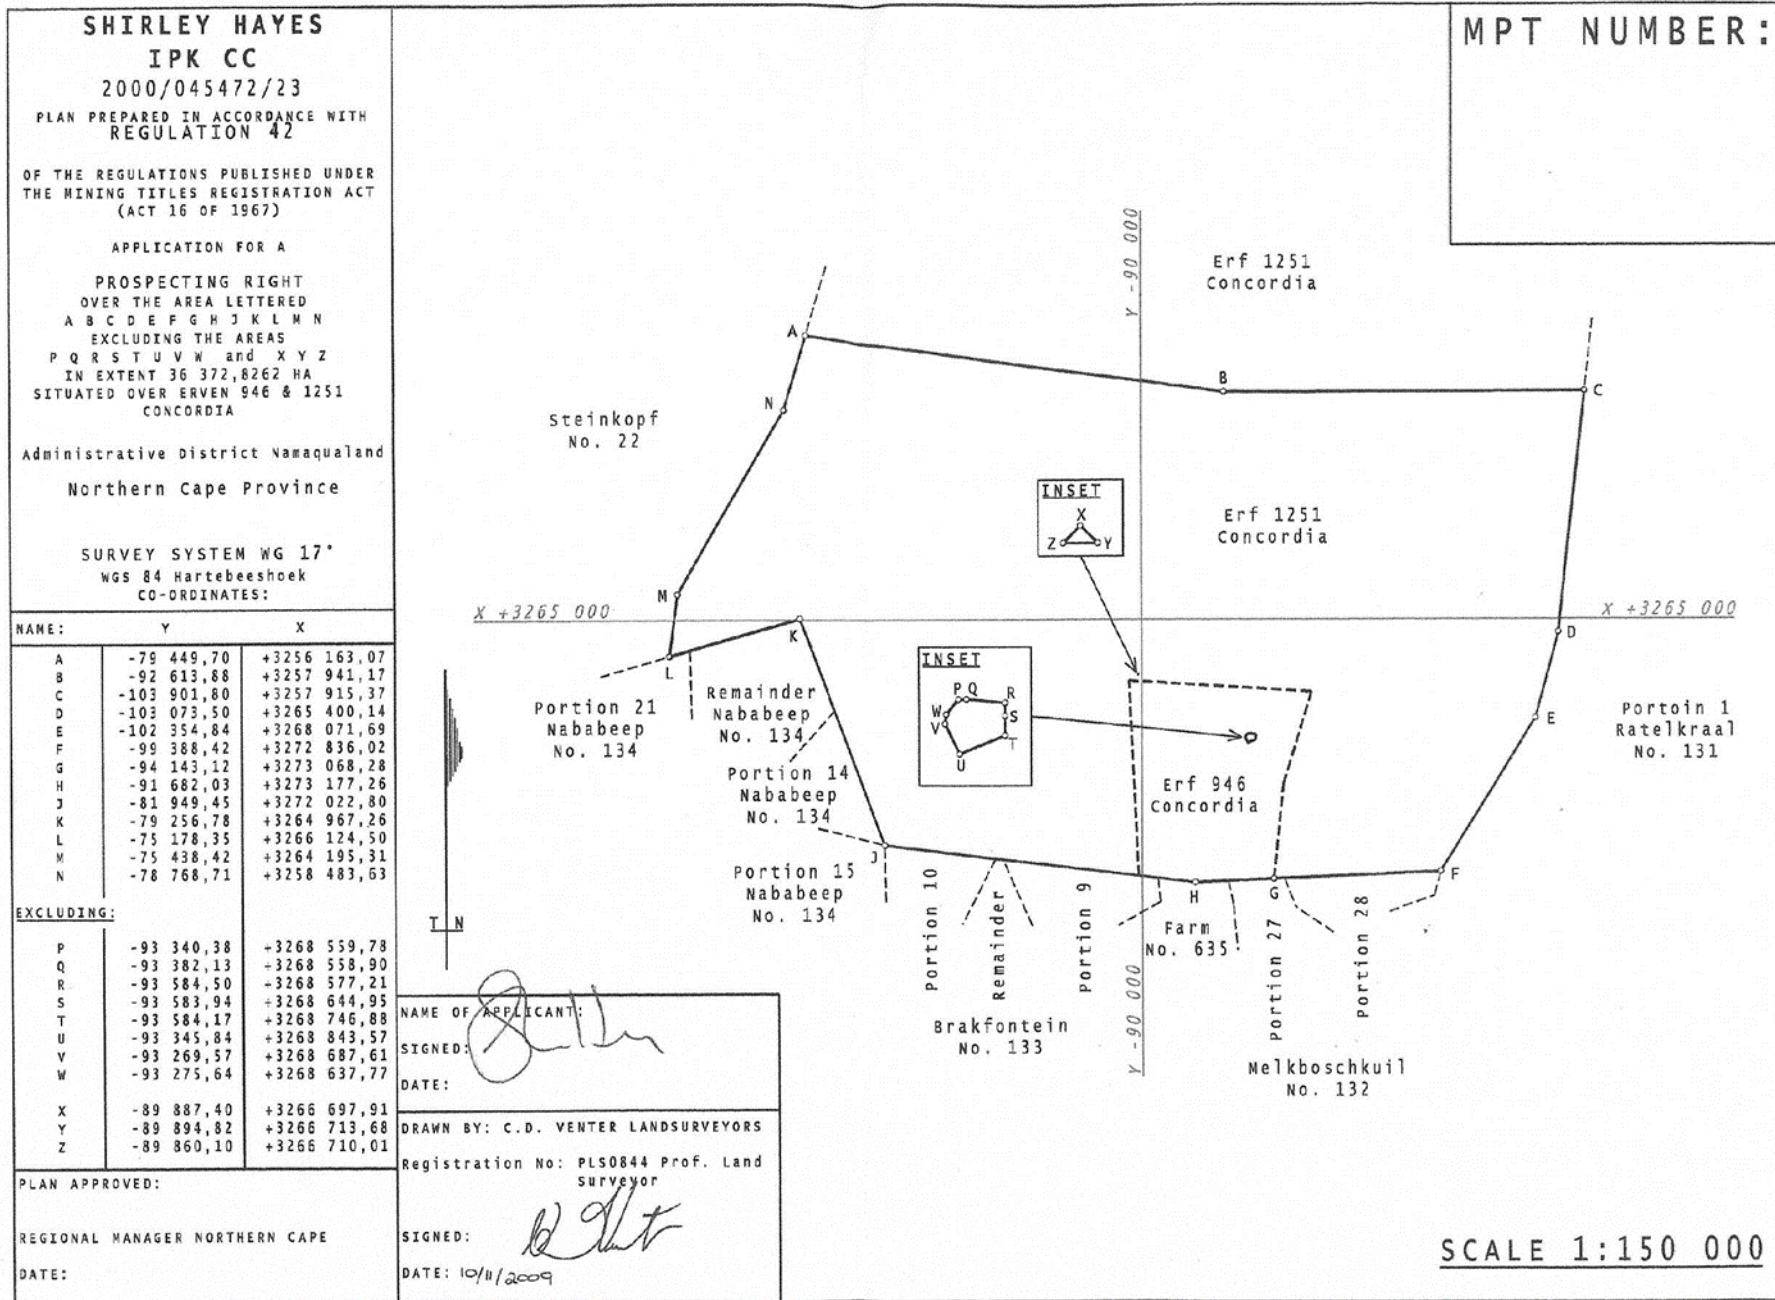 SHIRLEY HAYES
IPK CC
2000/045472/23
PLAN PREPARED IN ACCORDANCE WITH
REGULATION 42
OF THE REGULATIONS PUBLISHED UNDER
THE MINING TITLES REGISTRATION ACT
(ACT 16 OF 1967)
APPLICATION FOR A
PROSPECTING RIGHT
OVER THE AREA LETTERED
A B C D E F G H J K L M N
EXCLUDING THE AREAS
P Q R S T U V W and X Y Z
IN EXTENT 36 372,8262 HA
SITUATED OVER ERVEN 946 & 1251
CONCORDIA
Administrative District Namaqualand
Northern Cape Province
SURVEY SYSTEM WG 17°
WGS 84 Hartebeeshoek
CO-ORDINATES:
NAME: Y X
A -79 449,70 +3256 163,07
B -92 613,88 +3257 941,17
C -103 901,80 +3257 915,37
D -103 073,50 +3265 400,14
E -102 354,84 +3268 071,69
F -99 388,42 +3272 836,02
G -94 143,12 +3273 068,28
H -91 682,03 +3273 177,26
J -81 949,45 +3272 022,80
K -79 256,78 +3264 967,26
L -75 178,35 +3266 124,50
M -75 438,42 +3264 195,31
N -78 768,71 +3258 483,63
EXCLUDING:
P -93 340,38 +3268 559,78
Q -93 382,13 +3268 558,90
R -93 584,50 +3268 577,21
S -93 583,94 +3268 644,95
T -93 584,17 +3268 746,88
U -93 345,84 +3268 843,57
V -93 269,57 +3268 687,61
W -93 275,64 +3268 637,77
X -89 887,40 +3266 697,91
Y -89 894,82 +3266 713,68
Z -89 860,10 +3266 710,01
PLAN APPROVED:
REGIONAL MANAGER NORTHERN CAPE
DATE:
MPT NUMBER:
Y -90 000
Erf 1251
Concordia
A
B
C
N
Steinkopf
No. 22
INSET
X
Z Y
Erf 1251
Concordia
M
X +3265 000
X +3265 000
K
D
L
INSET
P Q R
W S
V T
U
Portion 21
Nababeep
No. 134
Remainder
Nababeep
No. 134
E
Portoin 1
Ratelkraal
No. 131
Portion 14
Nababeep
No. 134
Erf 946
Concordia
J
Portion 15
Nababeep
No. 134
H
G
F
T N
Portion 10
Remainder
Portion 9
Farm
No. 635
Portion 27
Portion 28
Y -90 000
Brakfontein
No. 133
Melkboschkuil
No. 132
NAME OF APPLICANT:
SIGNED:
DATE:
DRAWN BY: C.D. VENTER LANDSURVEYORS
Registration No: PLS0844 Prof. Land
surveyor
SIGNED:
DATE: 10/11/2009
SCALE 1:150 000